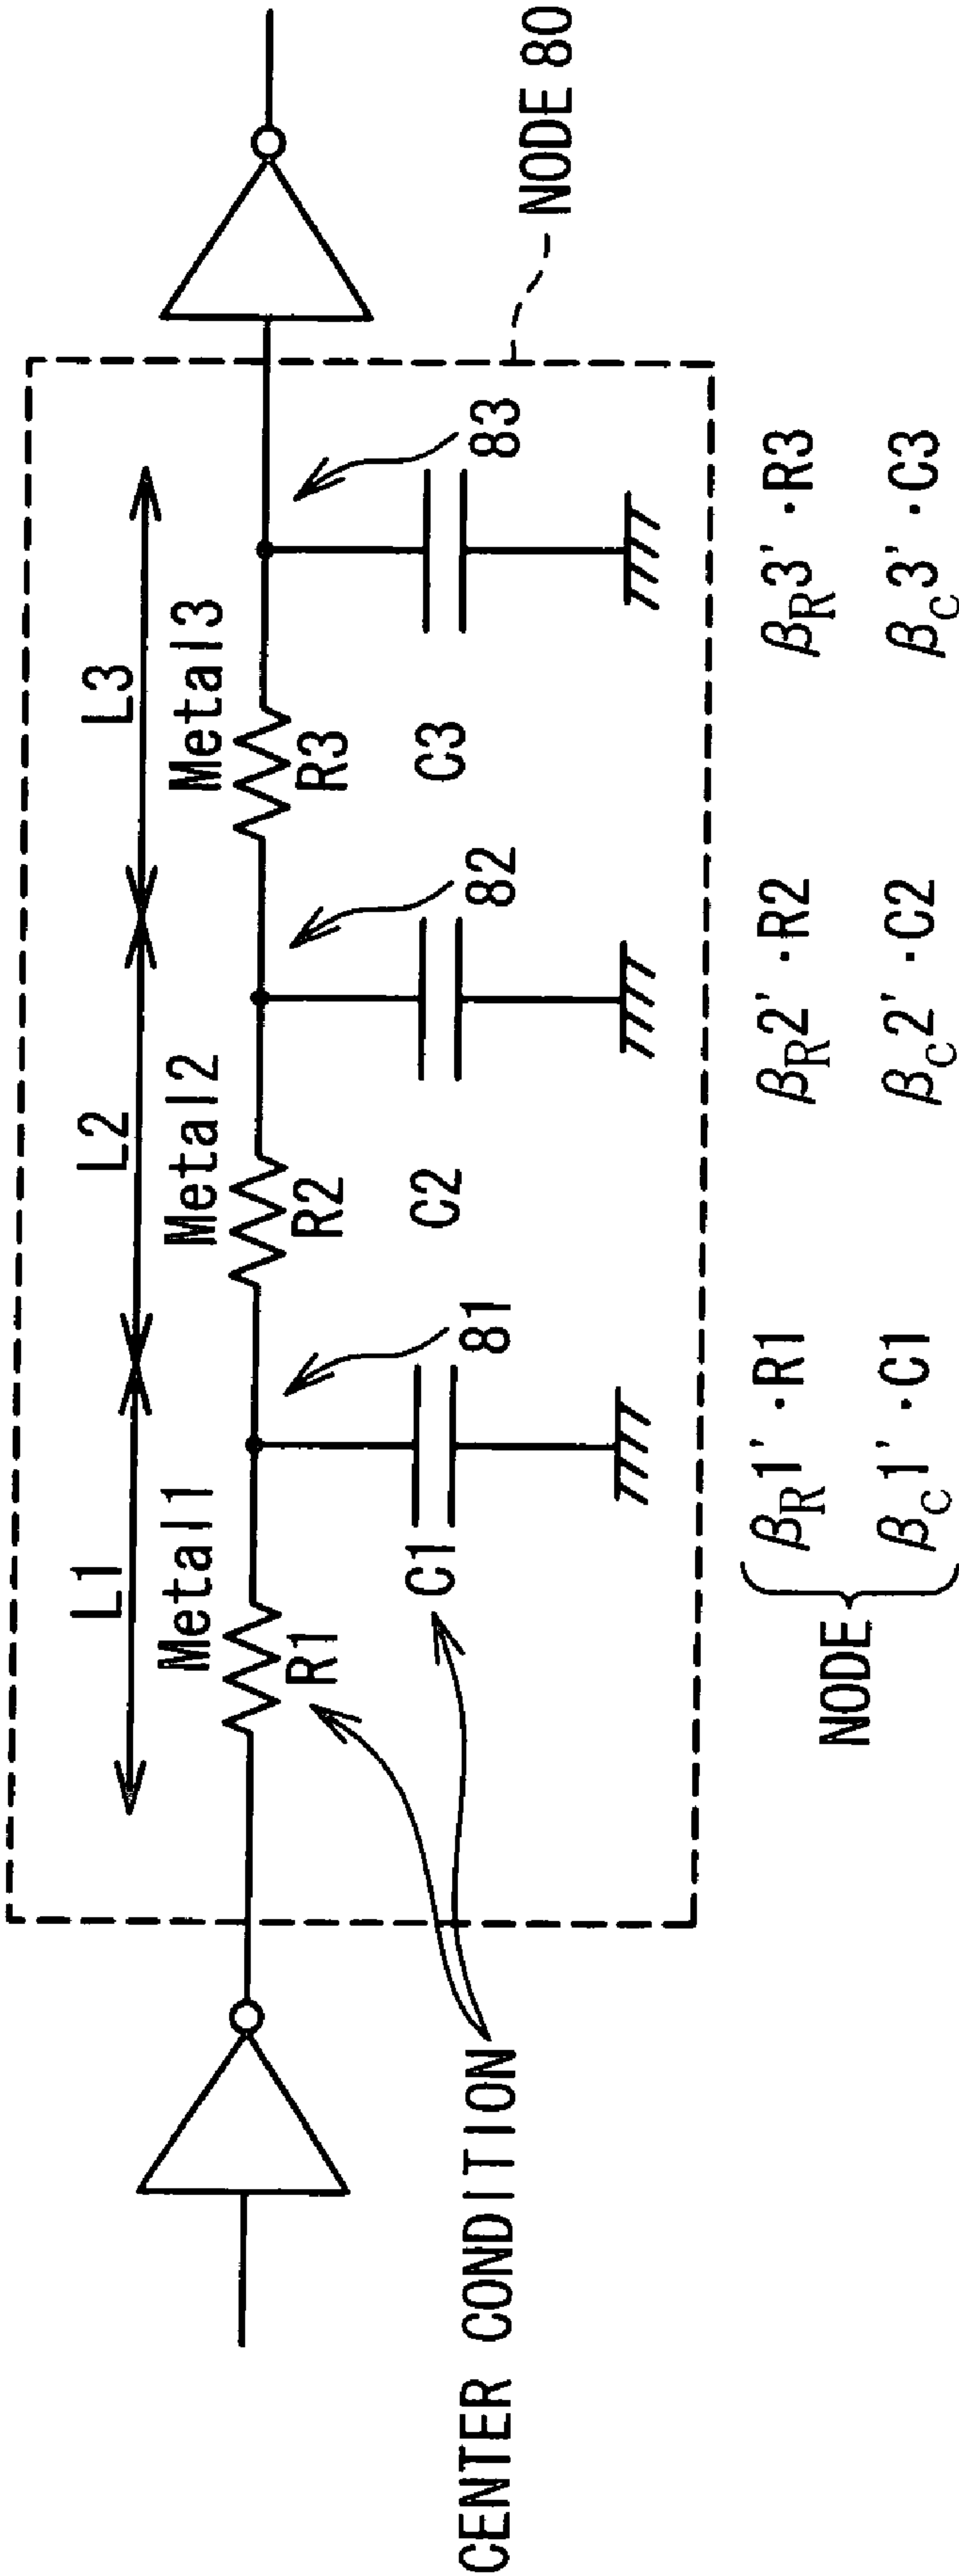 L1
L2
L3
Metal1
Metal2
Metal3
R1
R2
R3
C1
C2
C3
81
82
83
NODE 80
CENTER CONDITION
NODE
βR1'·R1
βR2'·R2
βR3'·R3
βC1'·C1
βC2'·C2
βC3'·C3